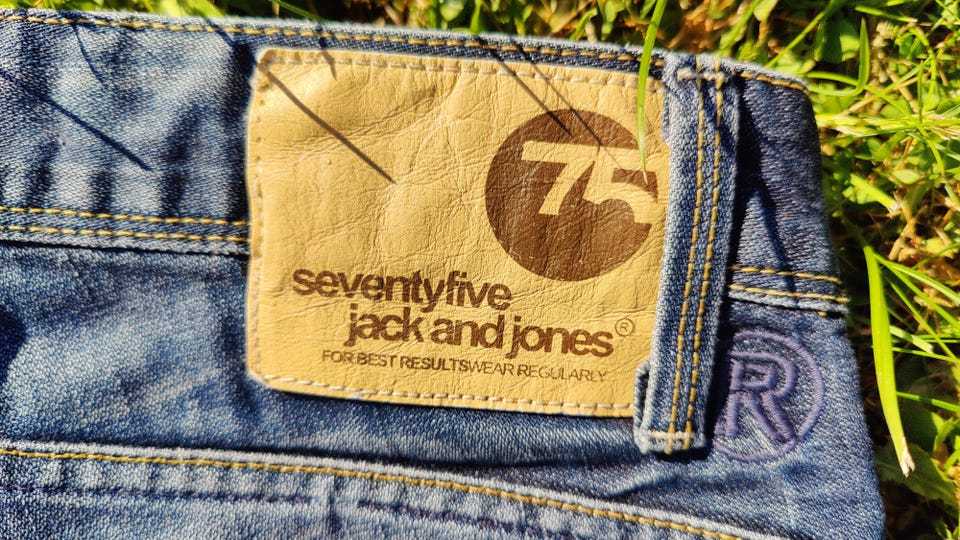 75
seventyfive
jack and jones®
FOR BEST RESULTSWEAR REGULARLY
R